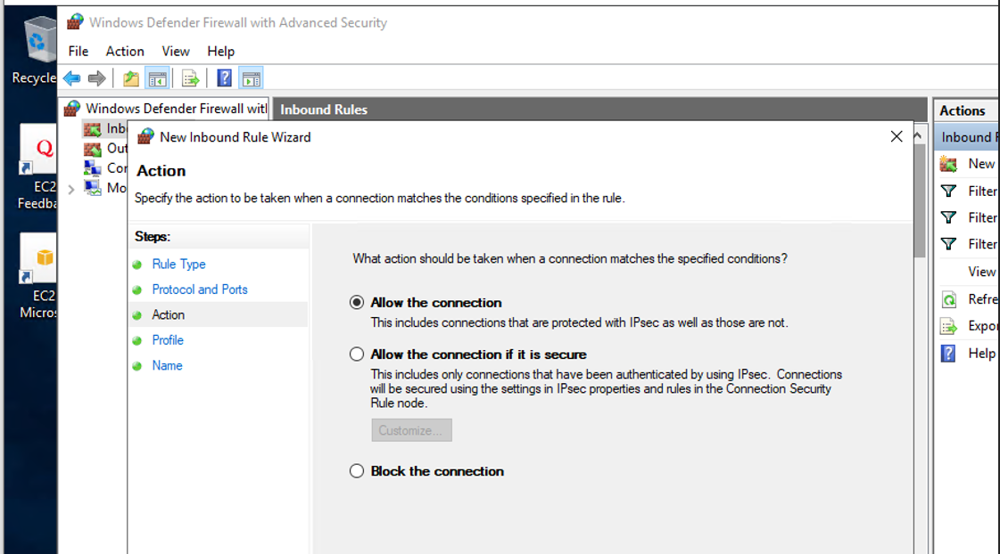 Windows Defender Firewall with Advanced Security
File Action View Help
Recycle
Windows Defender Firewall with
Inbound Rules
Actions
Inb
Out
Con
Mo
Inbound R
New
Filter
Filter
Filter
View
Refre
Expor
Help
EC2
Feedba
EC2
Micros
New Inbound Rule Wizard
Action
Specify the action to be taken when a connection matches the conditions specified in the rule.
Steps:
Rule Type
Protocol and Ports
Action
Profile
Name
What action should be taken when a connection matches the specified conditions?
Allow the connection
This includes connections that are protected with IPsec as well as those are not.
Allow the connection if it is secure
This includes only connections that have been authenticated by using IPsec. Connections
will be secured using the settings in IPsec properties and rules in the Connection Security
Rule node.
Customize...
Block the connection